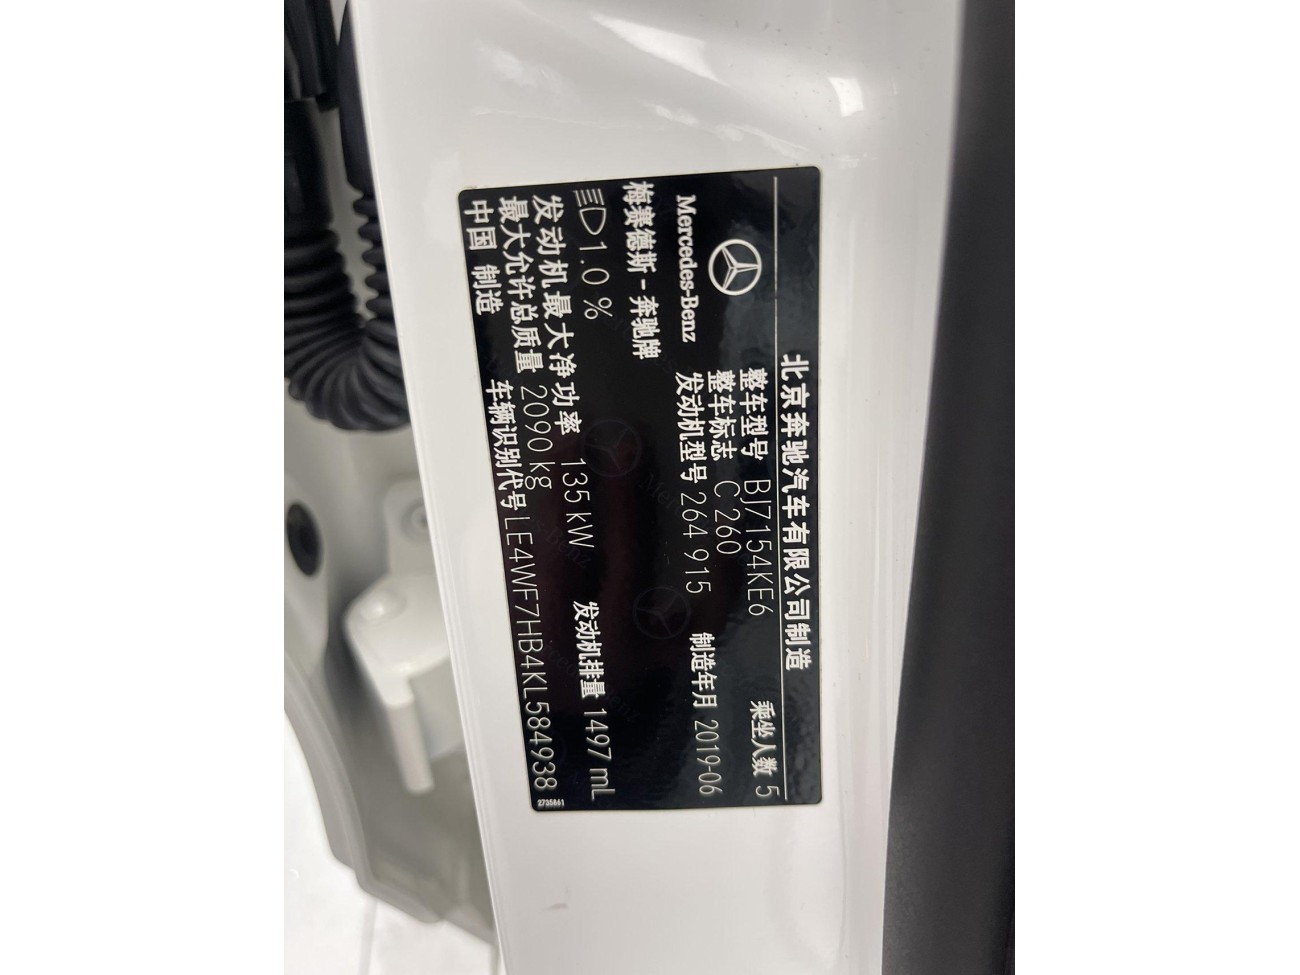 北京奔驰汽车有限公司制造
整车型号 BJ7154KE6 乘坐人数 5
整车标志 C 260
Mercedes-Benz 发动机型号 264 915 制造年月 2019-06
梅赛德斯-奔驰牌
1.0 %
发动机最大净功率 135 kW 发动机排量 1497 mL
最大允许总质量 2090 kg
中国 制造 车辆识别代号 LE4WF7HB4KL584938
2735861